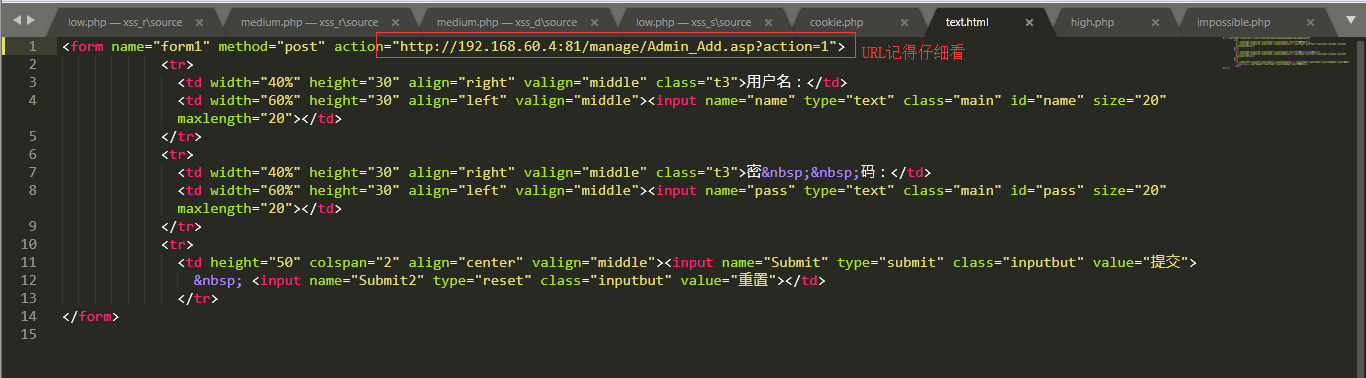 low.php — xss_r\source × medium.php — xss_r\source × medium.php — xss_d\source × low.php — xss_s\source × cookie.php × text.html × high.php × impossible.php ×
1 <form name="form1" method="post" action="http://192.168.60.4:81/manage/Admin_Add.asp?action=1"> URL记得仔细看
2 <tr>
3 <td width="40%" height="30" align="right" valign="middle" class="t3">用户名：</td>
4 <td width="60%" height="30" align="left" valign="middle"><input name="name" type="text" class="main" id="name" size="20"
maxlength="20"></td>
5 </tr>
6 <tr>
7 <td width="40%" height="30" align="right" valign="middle" class="t3">密&nbsp;&nbsp;码：</td>
8 <td width="60%" height="30" align="left" valign="middle"><input name="pass" type="text" class="main" id="pass" size="20"
maxlength="20"></td>
9 </tr>
10 <tr>
11 <td height="50" colspan="2" align="center" valign="middle"><input name="Submit" type="submit" class="inputbut" value="提交">
12 &nbsp; <input name="Submit2" type="reset" class="inputbut" value="重置"></td>
13 </tr>
14 </form>
15